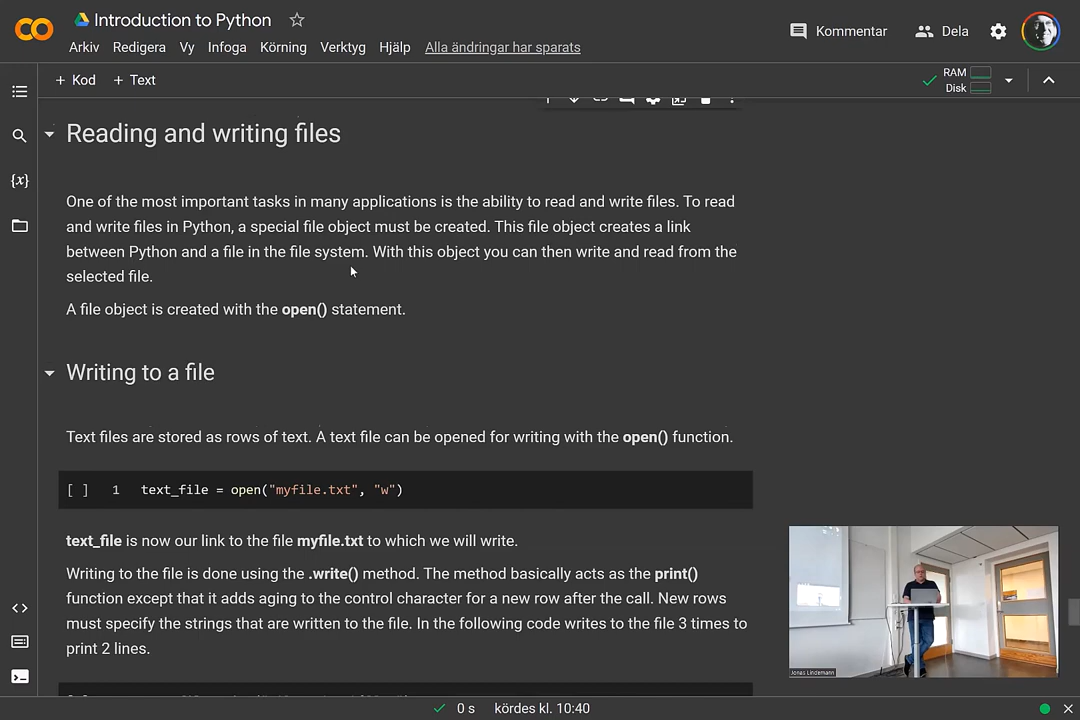 Introduction to Python
Arkiv Redigera Vy Infoga Körning Verktyg Hjälp Alla ändringar har sparats
Kommentar Dela
+ Kod + Text
RAM
Disk
Reading and writing files
One of the most important tasks in many applications is the ability to read and write files. To read
and write files in Python, a special file object must be created. This file object creates a link
between Python and a file in the file system. With this object you can then write and read from the
selected file.
A file object is created with the open() statement.
Writing to a file
Text files are stored as rows of text. A text file can be opened for writing with the open() function.
[ ] 1 text_file = open("myfile.txt", "w")
text_file is now our link to the file myfile.txt to which we will write.
Writing to the file is done using the .write() method. The method basically acts as the print()
function except that it adds aging to the control character for a new row after the call. New rows
must specify the strings that are written to the file. In the following code writes to the file 3 times to
print 2 lines.
Jonas Lindemann
0 s kördes kl. 10:40